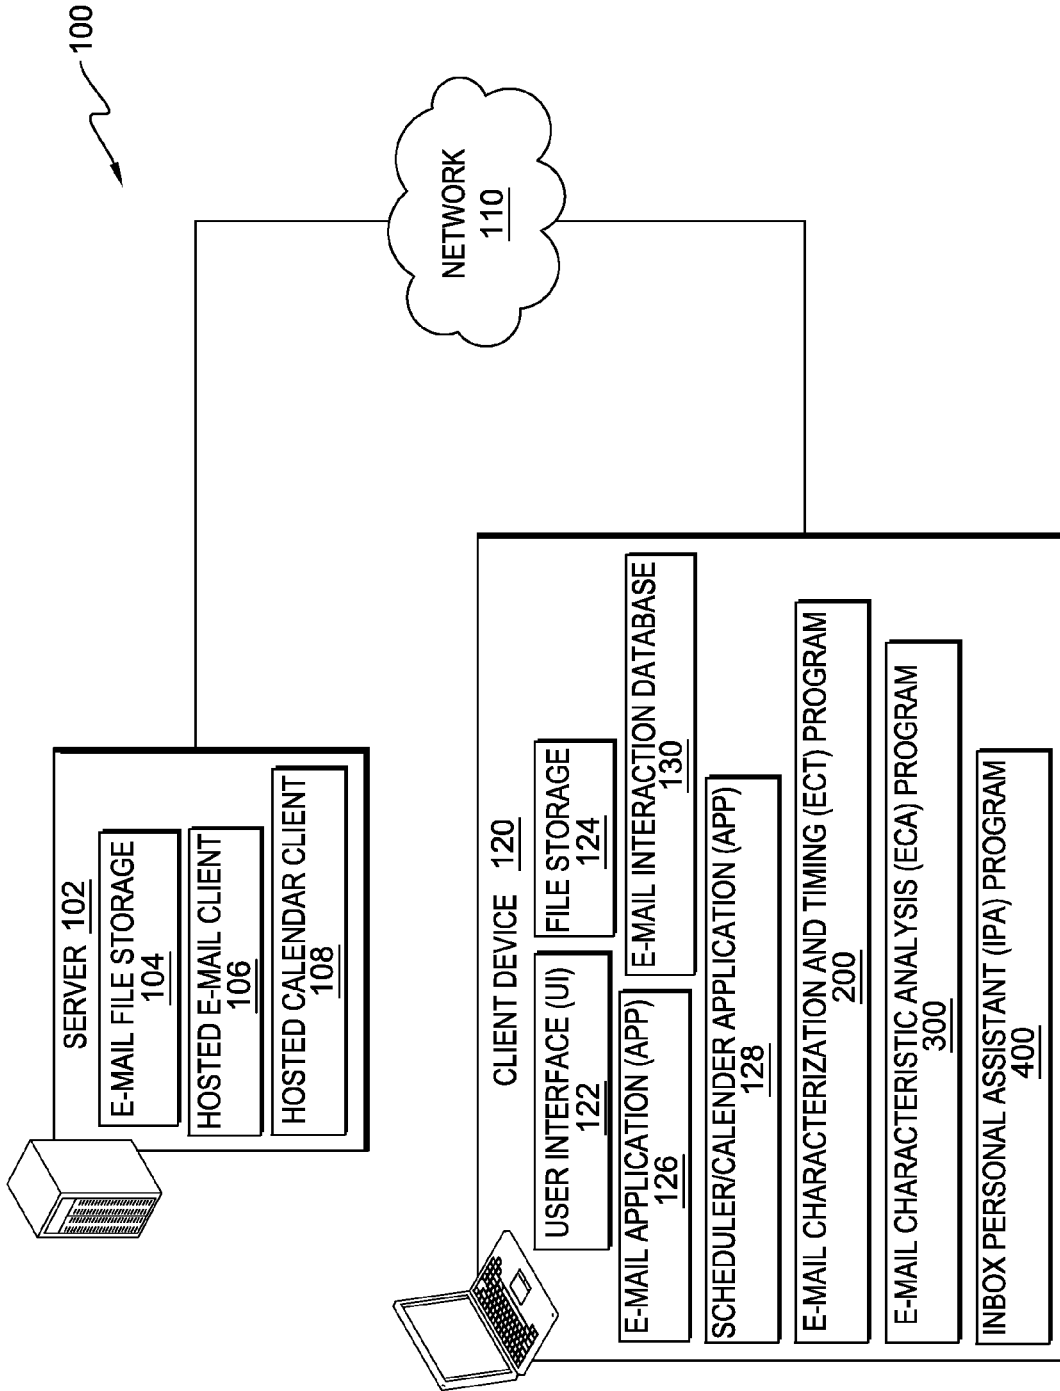 100
SERVER 102
E-MAIL FILE STORAGE
104
HOSTED E-MAIL CLIENT
106
HOSTED CALENDAR CLIENT
108
NETWORK
110
CLIENT DEVICE 120
USER INTERFACE (UI)
122
FILE STORAGE
124
E-MAIL APPLICATION (APP)
126
E-MAIL INTERACTION DATABASE
130
SCHEDULER/CALENDER APPLICATION (APP)
128
E-MAIL CHARACTERIZATION AND TIMING (ECT) PROGRAM
200
E-MAIL CHARACTERISTIC ANALYSIS (ECA) PROGRAM
300
INBOX PERSONAL ASSISTANT (IPA) PROGRAM
400